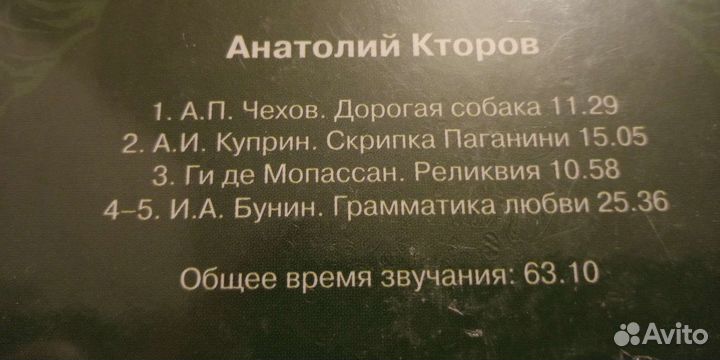 Анатолий Кторов
1. А.П. Чехов. Дорогая собака 11.29
2. А.И. Куприн. Скрипка Паганини 15.05
3. Ги де Мопассан. Реликвия 10.58
4–5. И.А. Бунин. Грамматика любви 25.36
Общее время звучания: 63.10
Avito